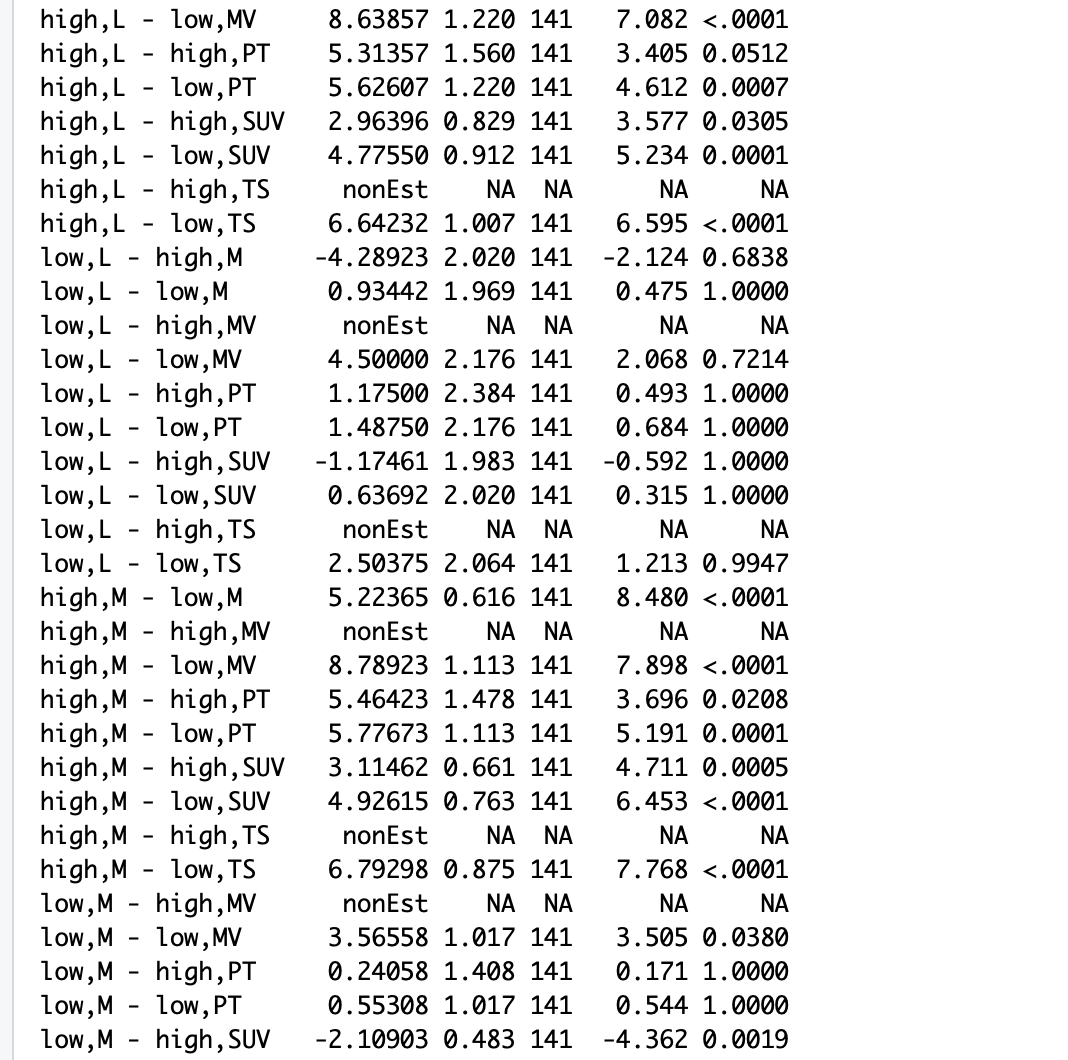 high,L - low,MV 8.63857 1.220 141 7.082 <.0001
high,L - high,PT 5.31357 1.560 141 3.405 0.0512
high,L - low,PT 5.62607 1.220 141 4.612 0.0007
high,L - high,SUV 2.96396 0.829 141 3.577 0.0305
high,L - low,SUV 4.77550 0.912 141 5.234 0.0001
high,L - high,TS nonEst NA NA NA NA
high,L - low,TS 6.64232 1.007 141 6.595 <.0001
low,L - high,M -4.28923 2.020 141 -2.124 0.6838
low,L - low,M 0.93442 1.969 141 0.475 1.0000
low,L - high,MV nonEst NA NA NA NA
low,L - low,MV 4.50000 2.176 141 2.068 0.7214
low,L - high,PT 1.17500 2.384 141 0.493 1.0000
low,L - low,PT 1.48750 2.176 141 0.684 1.0000
low,L - high,SUV -1.17461 1.983 141 -0.592 1.0000
low,L - low,SUV 0.63692 2.020 141 0.315 1.0000
low,L - high,TS nonEst NA NA NA NA
low,L - low,TS 2.50375 2.064 141 1.213 0.9947
high,M - low,M 5.22365 0.616 141 8.480 <.0001
high,M - high,MV nonEst NA NA NA NA
high,M - low,MV 8.78923 1.113 141 7.898 <.0001
high,M - high,PT 5.46423 1.478 141 3.696 0.0208
high,M - low,PT 5.77673 1.113 141 5.191 0.0001
high,M - high,SUV 3.11462 0.661 141 4.711 0.0005
high,M - low,SUV 4.92615 0.763 141 6.453 <.0001
high,M - high,TS nonEst NA NA NA NA
high,M - low,TS 6.79298 0.875 141 7.768 <.0001
low,M - high,MV nonEst NA NA NA NA
low,M - low,MV 3.56558 1.017 141 3.505 0.0380
low,M - high,PT 0.24058 1.408 141 0.171 1.0000
low,M - low,PT 0.55308 1.017 141 0.544 1.0000
low,M - high,SUV -2.10903 0.483 141 -4.362 0.0019